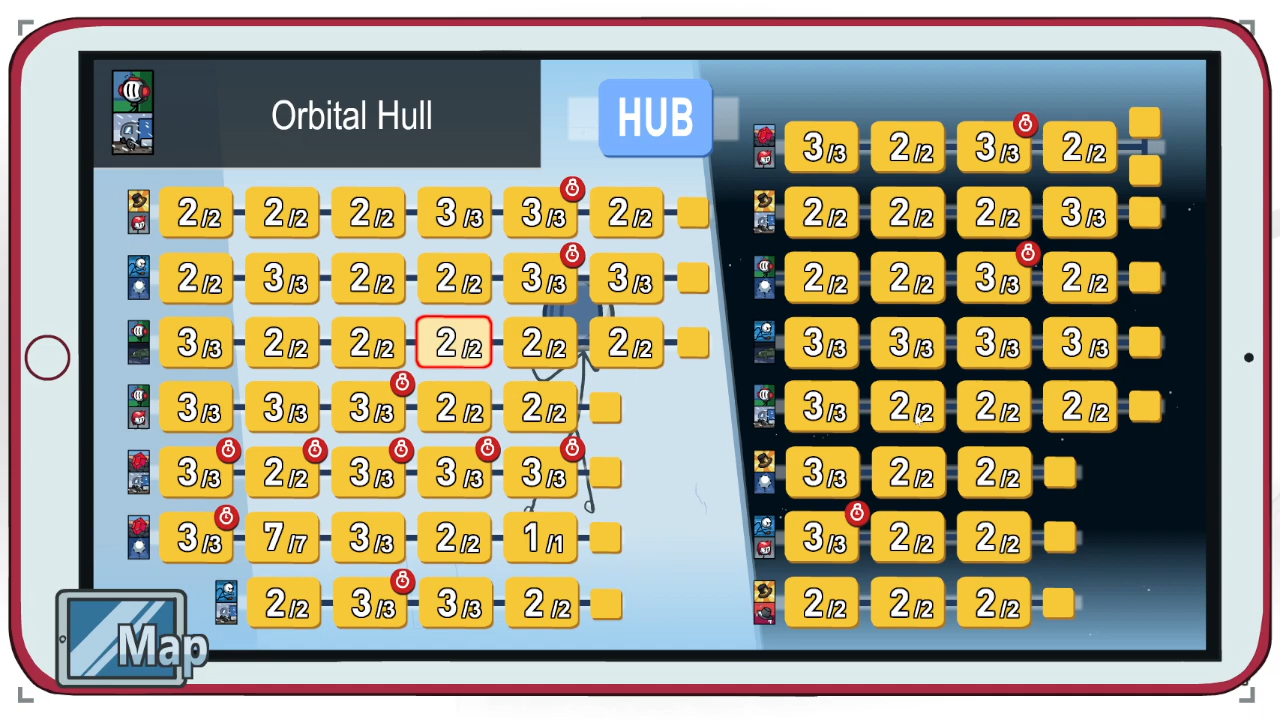 Orbital Hull
HUB
2/2 2/2 2/2 3/3 3/3 2/2
2/2 3/3 2/2 2/2 3/3 3/3
3/3 2/2 2/2 2/2 2/2 2/2
3/3 3/3 3/3 2/2 2/2
3/3 2/2 3/3 3/3 3/3
3/3 7/7 3/3 2/2 1/1
2/2 3/3 3/3 2/2
3/3 2/2 3/3 2/2
2/2 2/2 2/2 3/3
2/2 2/2 3/3 2/2
3/3 3/3 3/3 3/3
3/3 2/2 2/2 2/2
3/3 2/2 2/2
3/3 2/2 2/2
2/2 2/2 2/2
Map